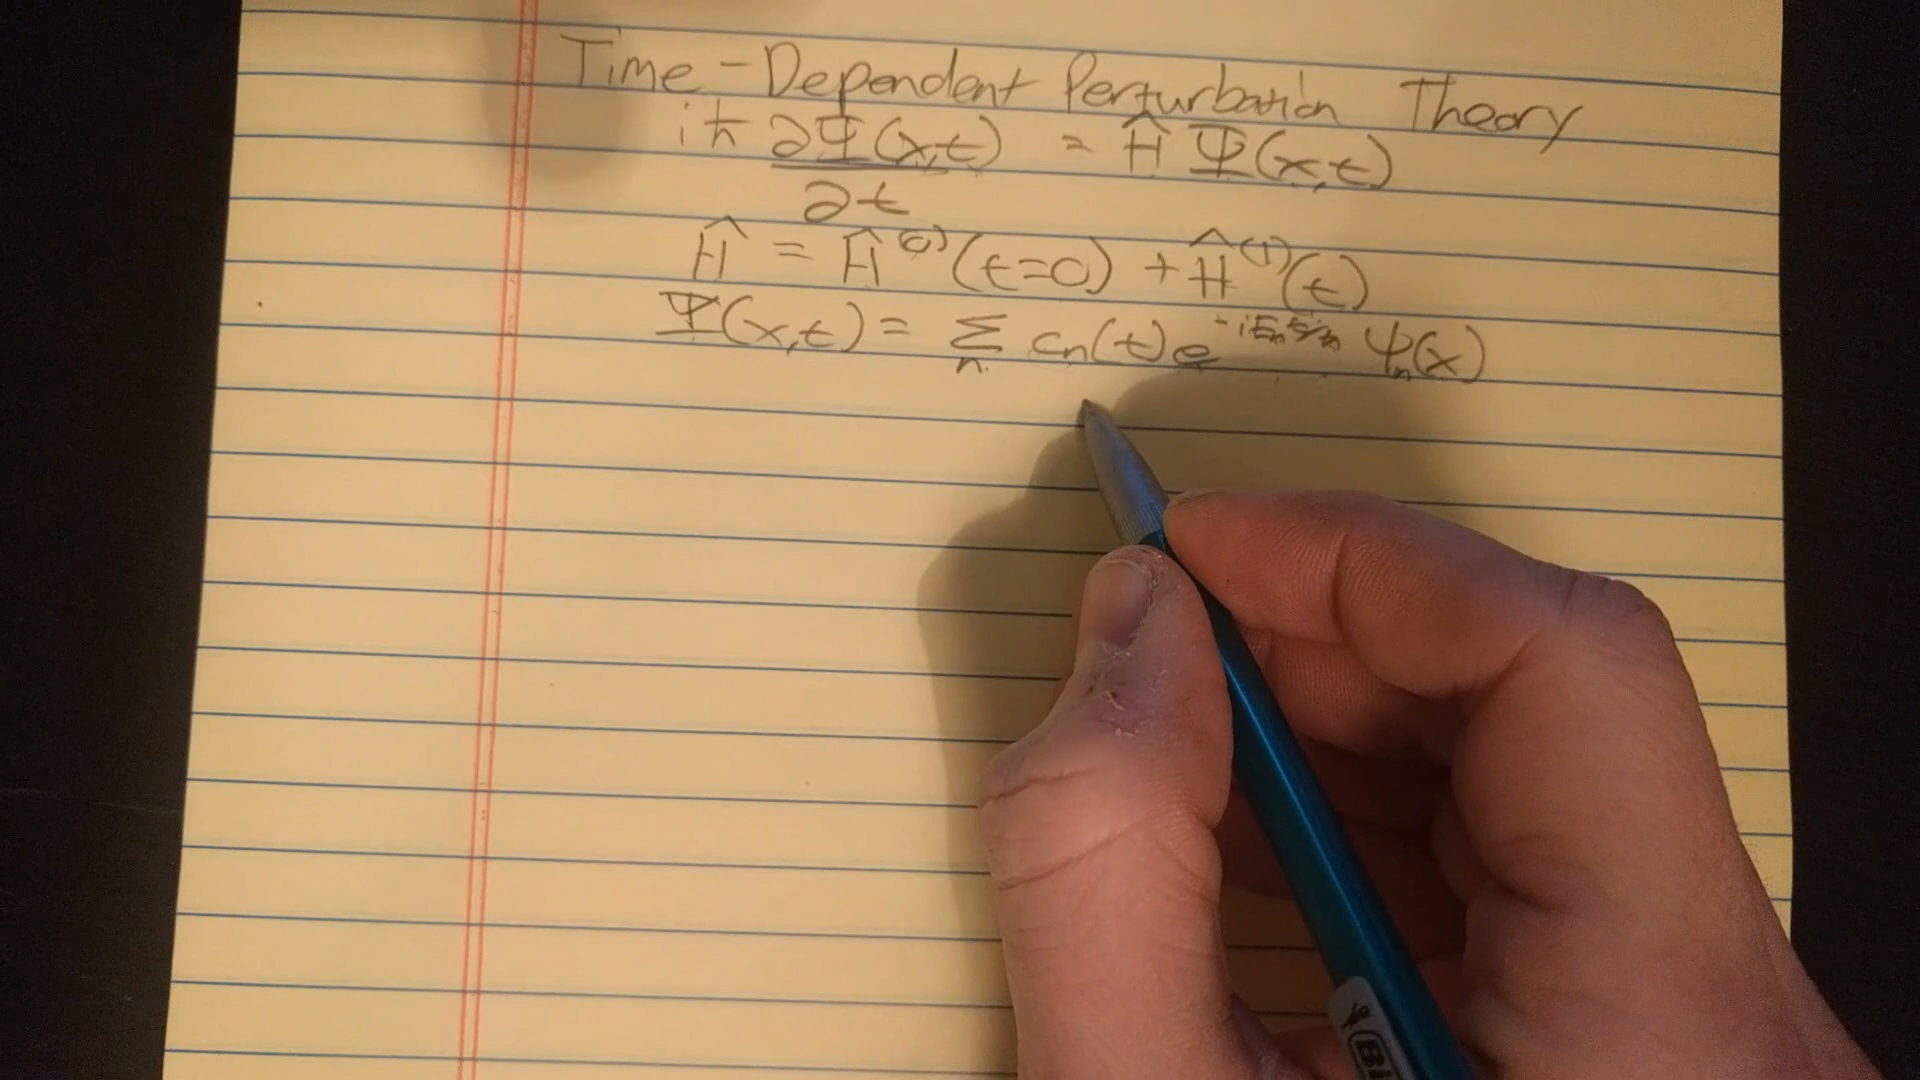 Time-Dependent Perturbation Theory
iħ ∂Ψ(x,t) = Ĥ Ψ(x,t)
∂t
Ĥ = Ĥ⁽⁰⁾(t=0) + Ĥ⁽¹⁾(t)
Ψ(x,t) = Σₙ cn(t) e^(-iEₙt/ħ) ψₙ(x)